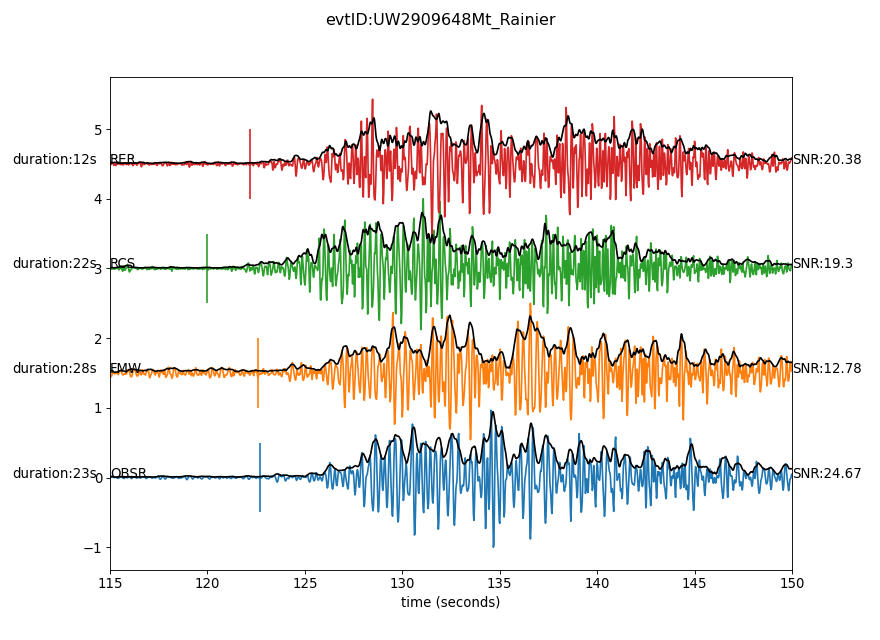 evtID:UW2909648Mt_Rainier
5
duration:12s RER SNR:20.38
4
duration:22s 3 RCS SNR:19.3
2
duration:28s FMW SNR:12.78
1
duration:23s 0 OBSR SNR:24.67
−1
115 120 125 130 135 140 145 150
time (seconds)